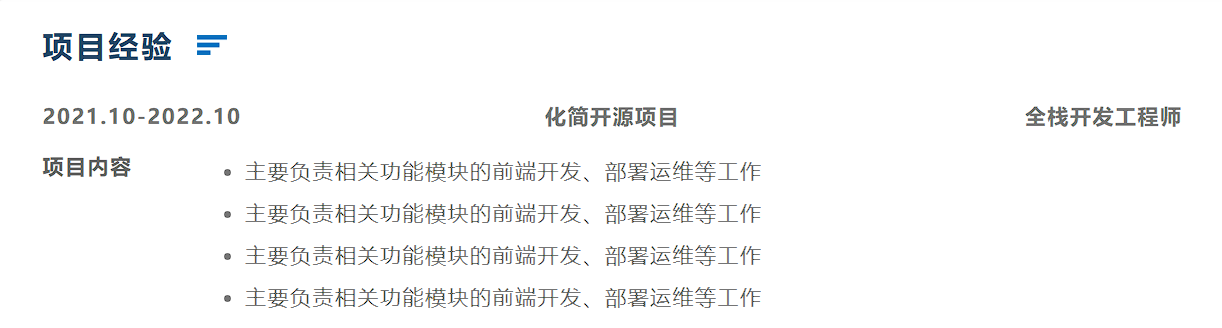 项目经验
2021.10-2022.10 化简开源项目 全栈开发工程师
项目内容
• 主要负责相关功能模块的前端开发、部署运维等工作
• 主要负责相关功能模块的前端开发、部署运维等工作
• 主要负责相关功能模块的前端开发、部署运维等工作
• 主要负责相关功能模块的前端开发、部署运维等工作